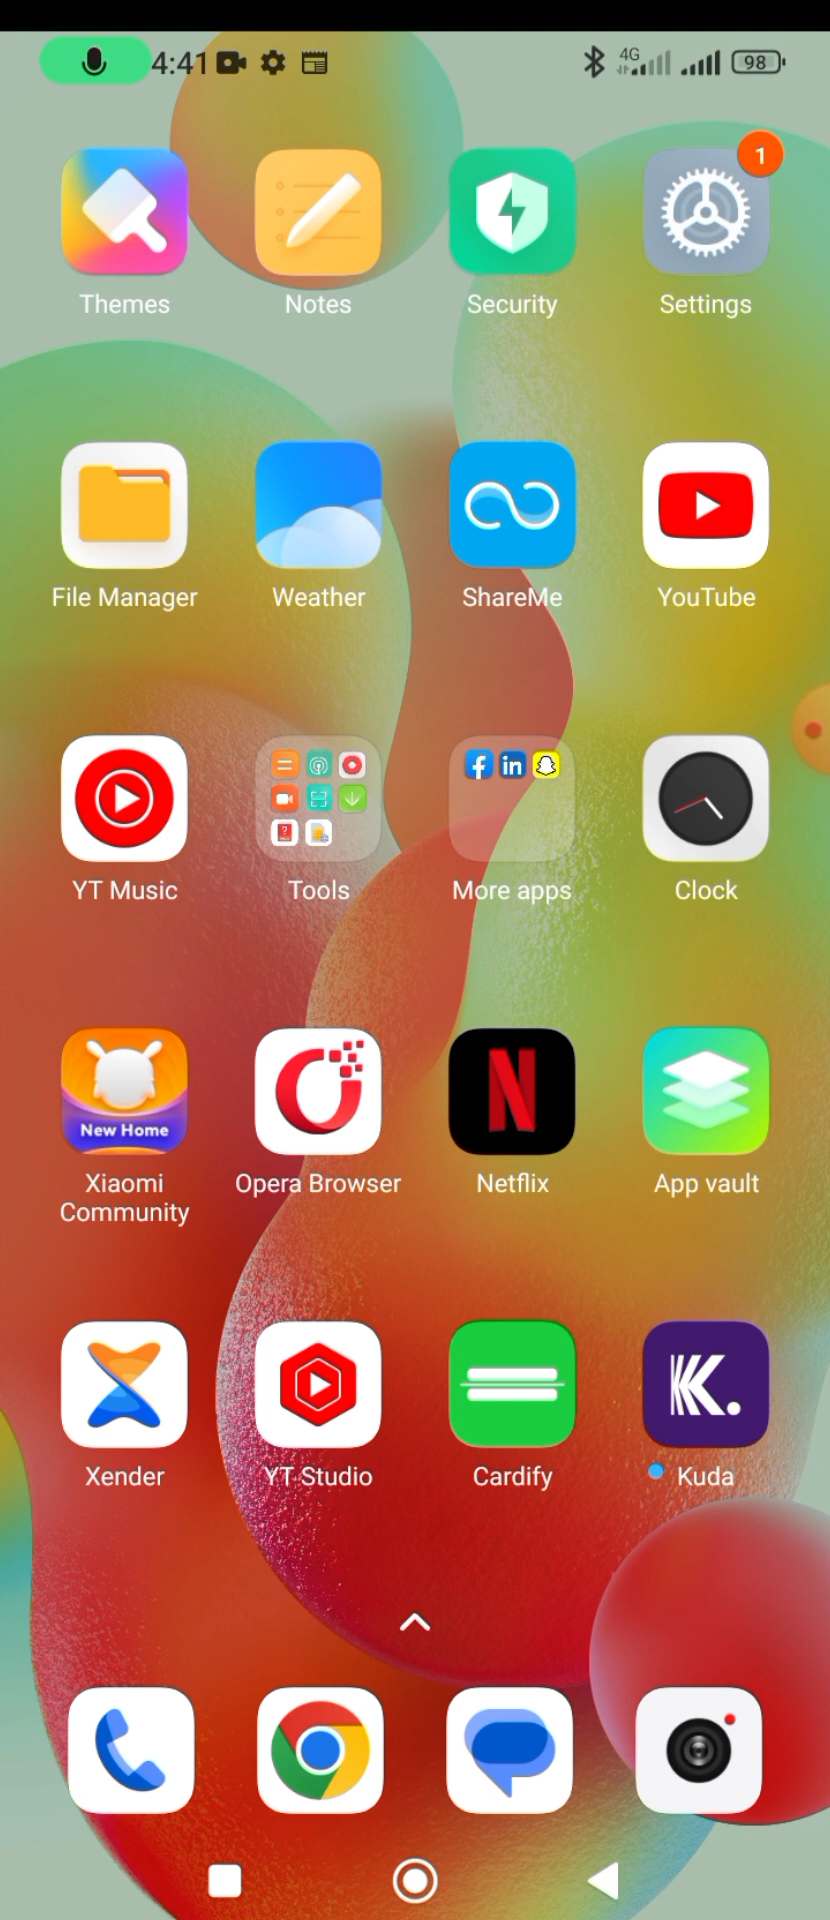 4:41 4G 98
1
Themes Notes Security Settings
File Manager Weather ShareMe YouTube
in
YT Music Tools More apps Clock
New Home N
Xiaomi Community Opera Browser Netflix App vault
K.
Xender YT Studio Cardify Kuda